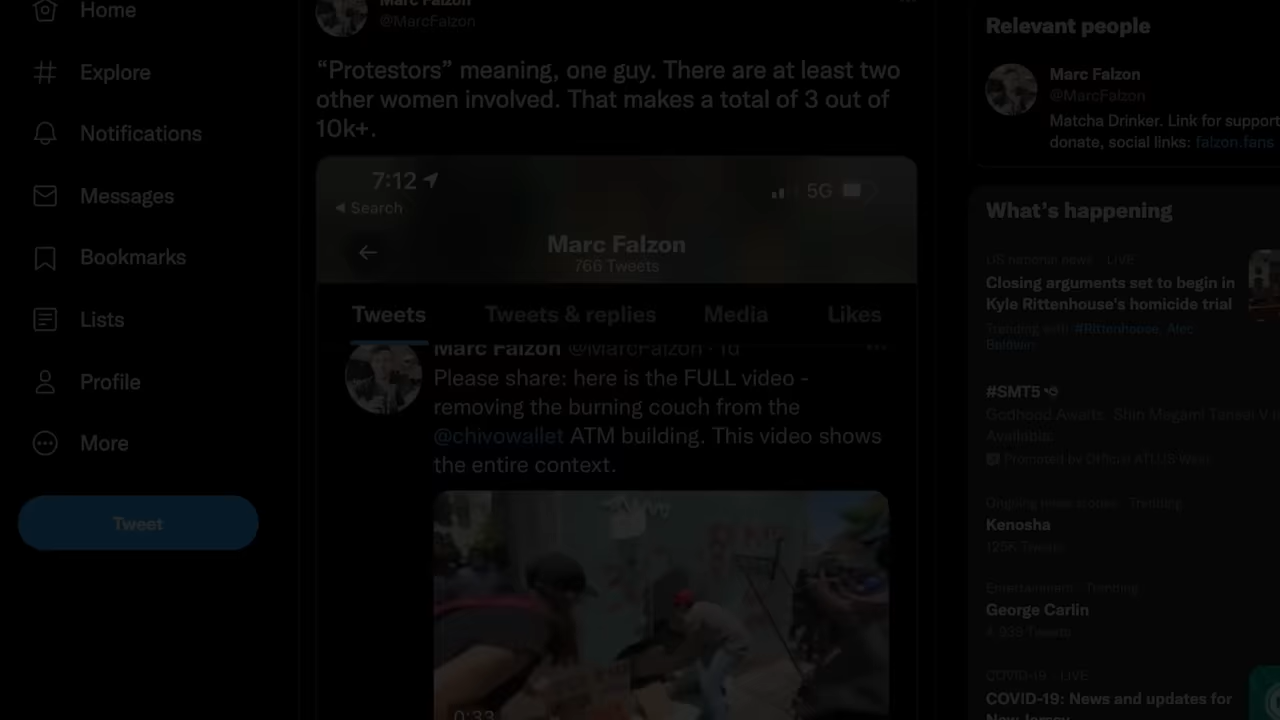 Home
Explore
Notifications
Messages
Bookmarks
Lists
Profile
More
Tweet
Marc Falzon
@MarcFalzon
“Protestors” meaning, one guy. There are at least two
other women involved. That makes a total of 3 out of
10k+.
7:12
5G
Search
Marc Falzon
766 Tweets
Tweets
Tweets & replies
Media
Likes
Marc Falzon @MarcFalzon · 1d
Please share: here is the FULL video -
removing the burning couch from the
@chivowallet ATM building. This video shows
the entire context.
0:33
Relevant people
Marc Falzon
@MarcFalzon
Matcha Drinker. Link for support
donate, social links: falzon.fans
What’s happening
US national news · LIVE
Closing arguments set to begin in
Kyle Rittenhouse's homicide trial
Trending with #Rittenhouse, Alec
Baldwin
#SMT5
Godhood Awaits. Shin Megami Tensei V
Available
Promoted by Official ATLUS West
Trending
Kenosha
125K Tweets
Entertainment · Trending
George Carlin
4,935 Tweets
COVID-19 · LIVE
COVID-19: News and updates for
New Jersey